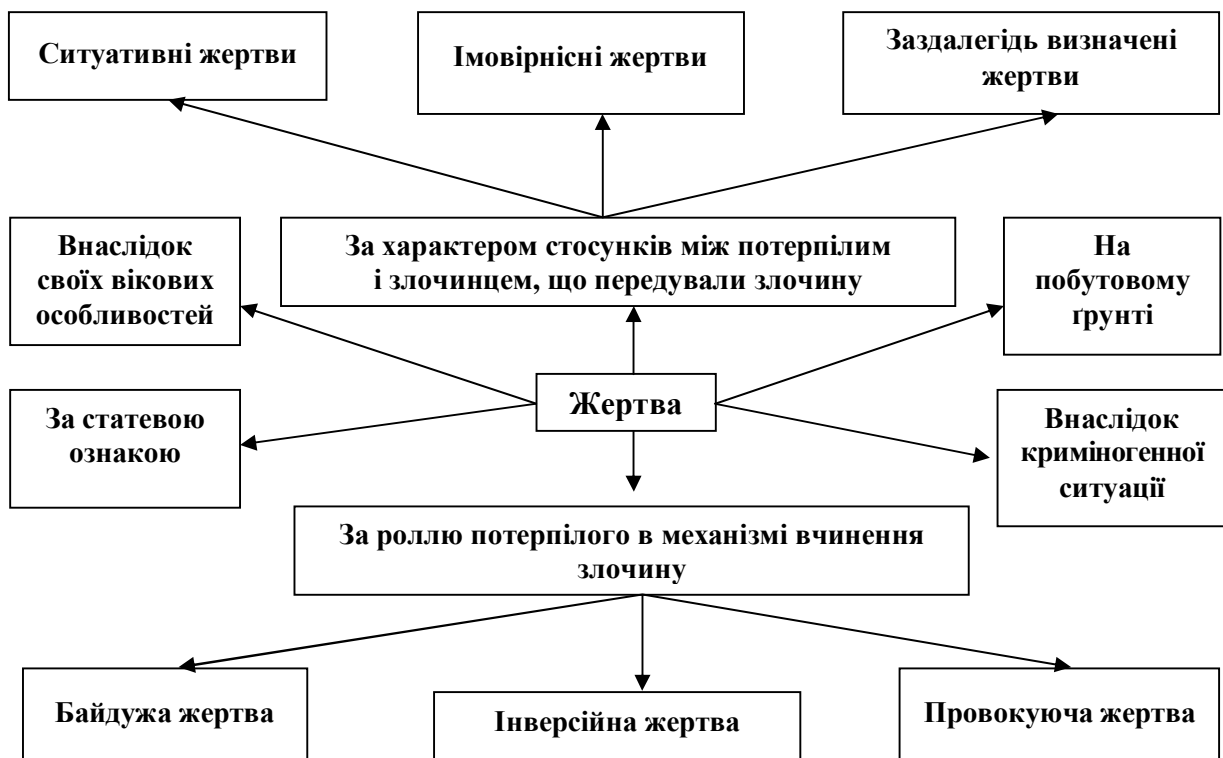 Ситуативні жертви
Імовірнісні жертви
Заздалегідь визначені
жертви
Внаслідок
своїх вікових
особливостей
За характером стосунків між потерпілим
і злочинцем, що передували злочину
На
побутовому
ґрунті
За статевою
ознакою
Жертва
Внаслідок
криміногенної
ситуації
За роллю потерпілого в механізмі вчинення
злочину
Байдужа жертва
Інверсійна жертва
Провокуюча жертва